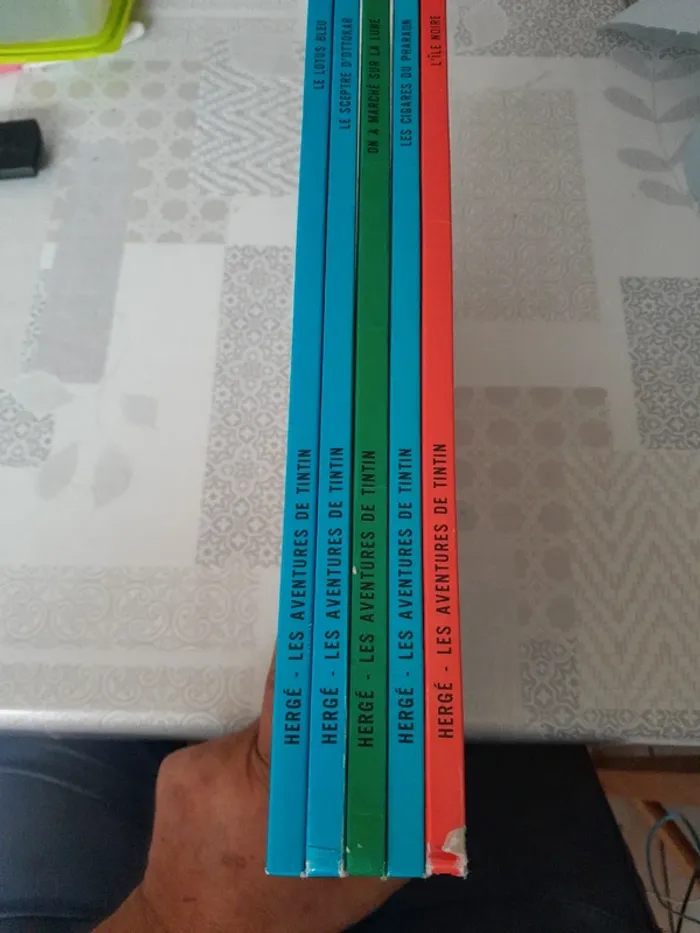 HERGÉ - LES AVENTURES DE TINTIN LE LOTUS BLEU
HERGÉ - LES AVENTURES DE TINTIN LE SCEPTRE D'OTTOKAR
HERGÉ - LES AVENTURES DE TINTIN ON A MARCHÉ SUR LA LUNE
HERGÉ - LES AVENTURES DE TINTIN LES CIGARES DU PHARAON
HERGÉ - LES AVENTURES DE TINTIN L'ÎLE NOIRE